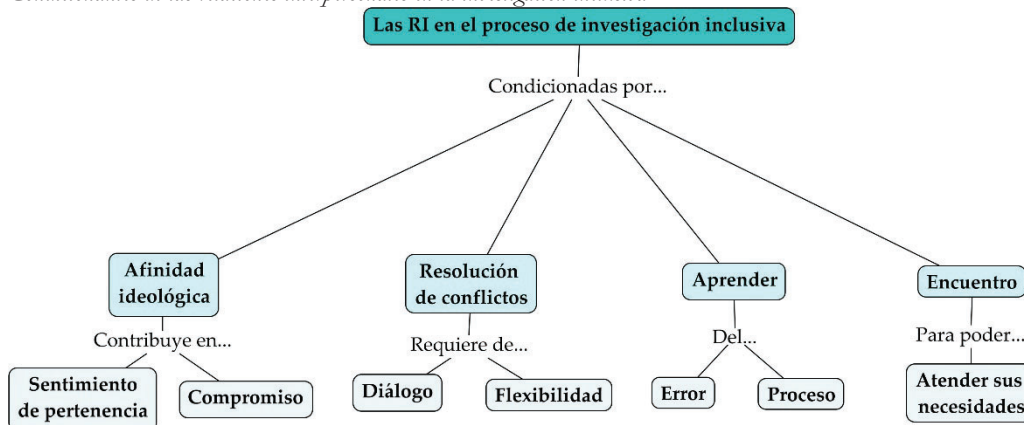 Las RI en el proceso de investigación inclusiva
Condicionadas por...
Afinidad
ideológica
Resolución
de conflictos
Aprender
Encuentro
Contribuye en...
Requiere de...
Del...
Para poder...
Sentimiento
de pertenencia
Compromiso
Diálogo
Flexibilidad
Error
Proceso
Atender sus
necesidades